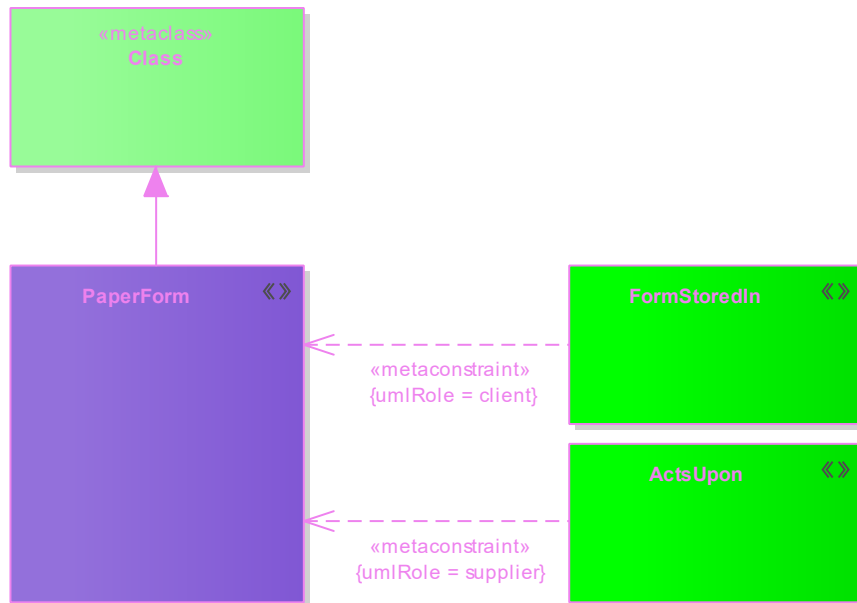 «metaclass»
Class
PaperForm
«»
FormStoredIn
«»
«metaconstraint»
{umlRole = client}
ActsUpon
«»
«metaconstraint»
{umlRole = supplier}